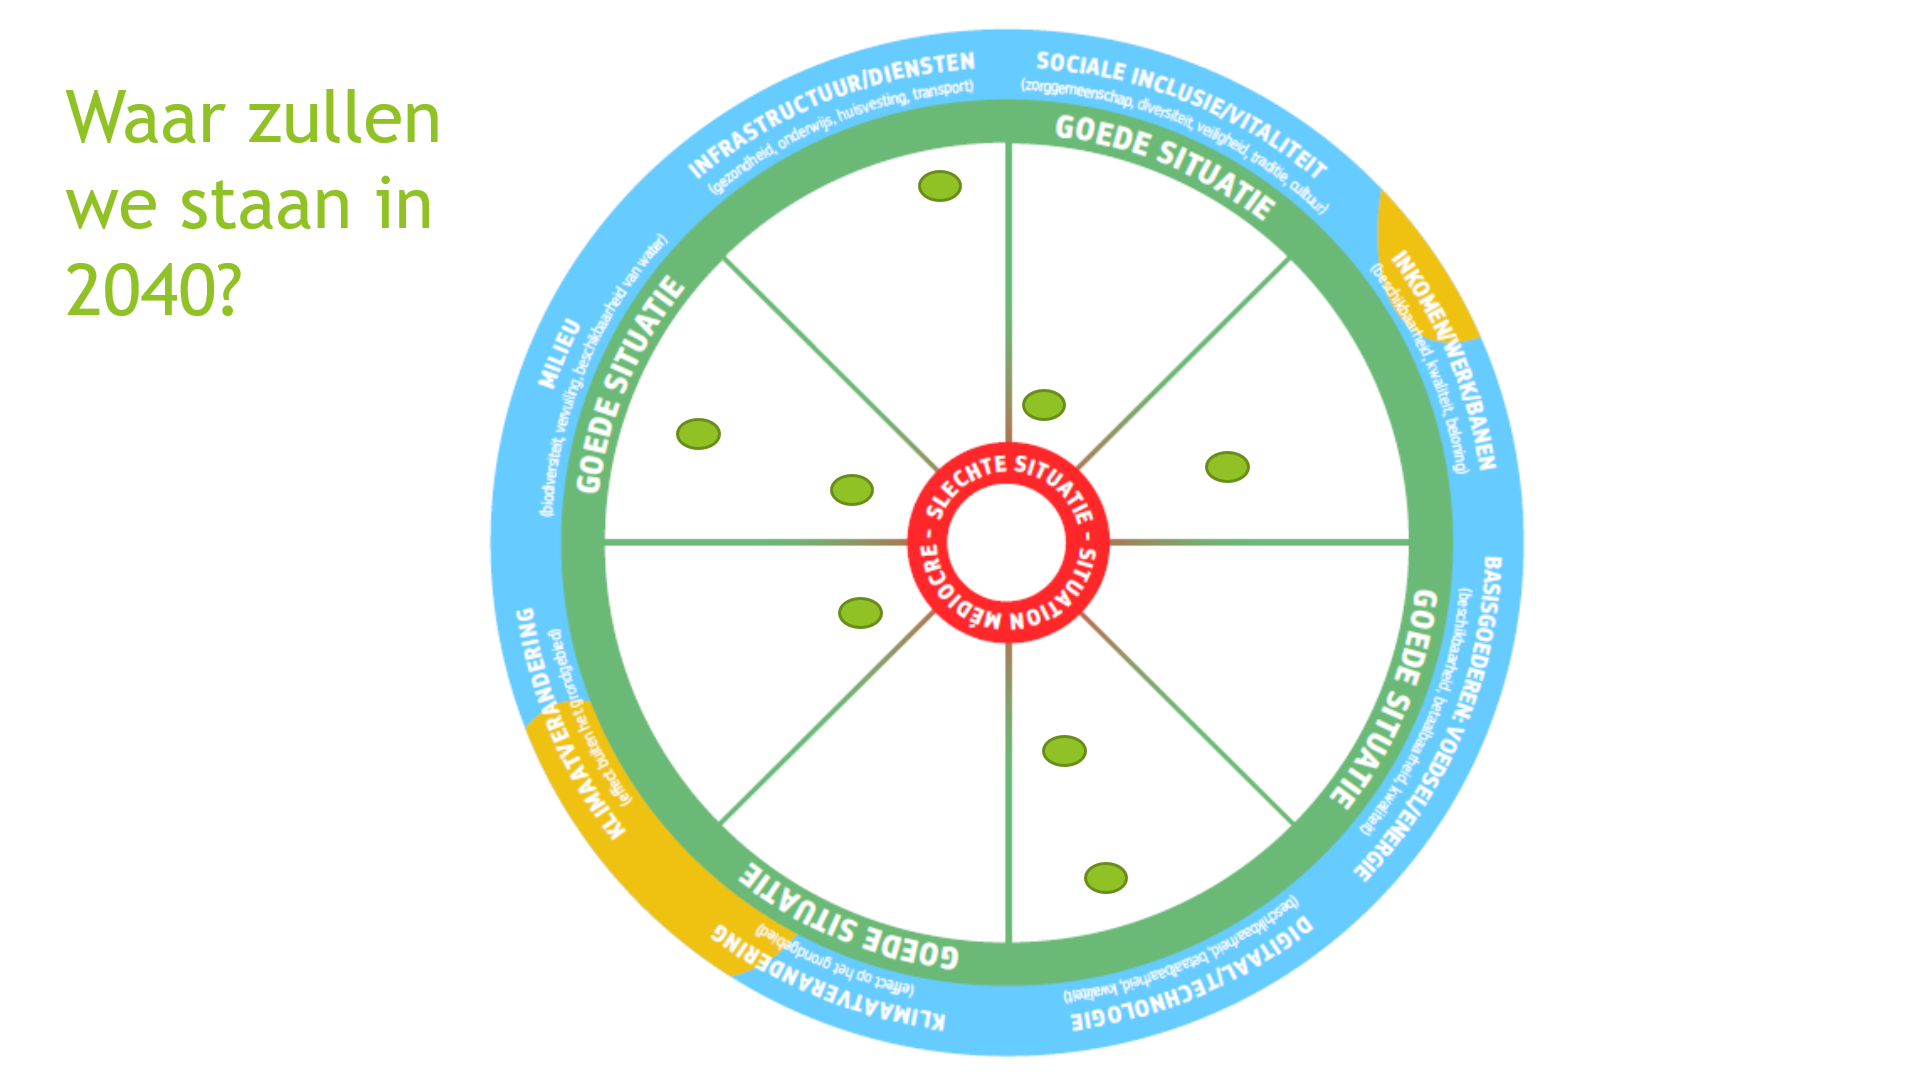 Waar zullen
we staan in
2040?
INFRASTRUCTUUR/DIENSTEN
(gezondheid, onderwijs, huisvesting, transport)
SOCIALE INCLUSIE/VITALITEIT
(zorggemeenschap, diversiteit, veiligheid, traditie, cultuur)
GOEDE SITUATIE
INKOMEN/WERK/BANEN
(beschikbaarheid, kwaliteit, beloning)
BASISGOEDEREN: VOEDSEL/ENERGIE
(beschikbaarheid, betaalbaarheid, kwaliteit)
GOEDE SITUATIE
DIGITAAL/TECHNOLOGIE
(beschikbaarheid, betaalbaarheid, kwaliteit)
KLIMAATVERANDERING
(effect op het grondgebied)
GOEDE SITUATIE
KLIMAATVERANDERING
(effect buiten het grondgebied)
MILIEU
(biodiversiteit, vervuiling, beschikbaarheid van water)
GOEDE SITUATIE
SLECHTE SITUATIE - SITUATION MÉDIOCRE -